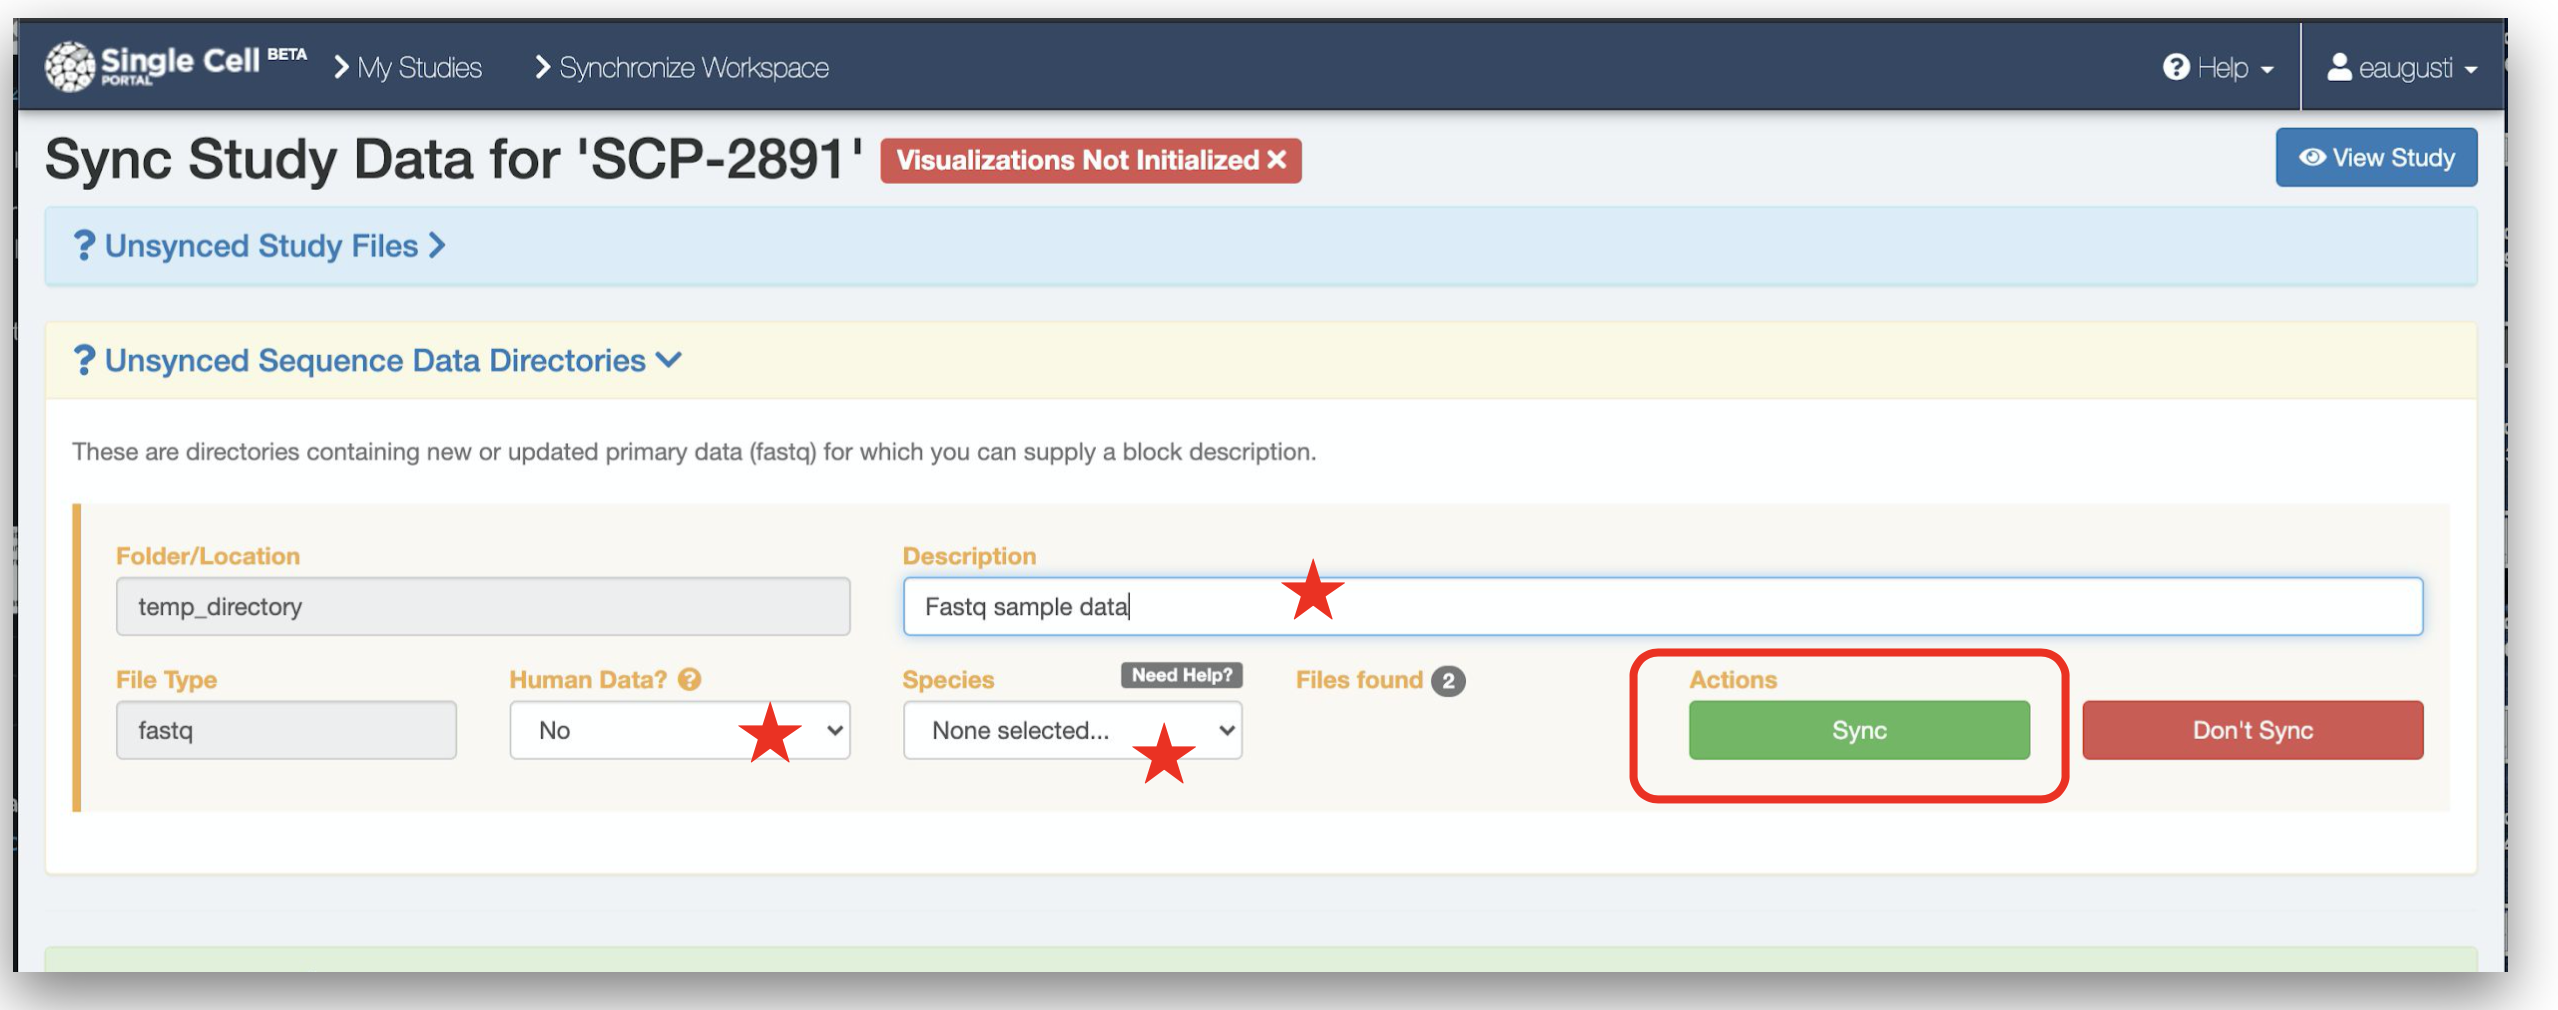 Single Cell BETA
PORTAL
My Studies
Synchronize Workspace
Help
eaugusti
Sync Study Data for 'SCP-2891'
Visualizations Not Initialized
View Study
? Unsynced Study Files
? Unsynced Sequence Data Directories
These are directories containing new or updated primary data (fastq) for which you can supply a block description.
Folder/Location
Description
temp_directory
Fastq sample data
File Type
Human Data? ?
Species
Need Help?
Files found 2
Actions
fastq
No
None selected...
Sync
Don't Sync